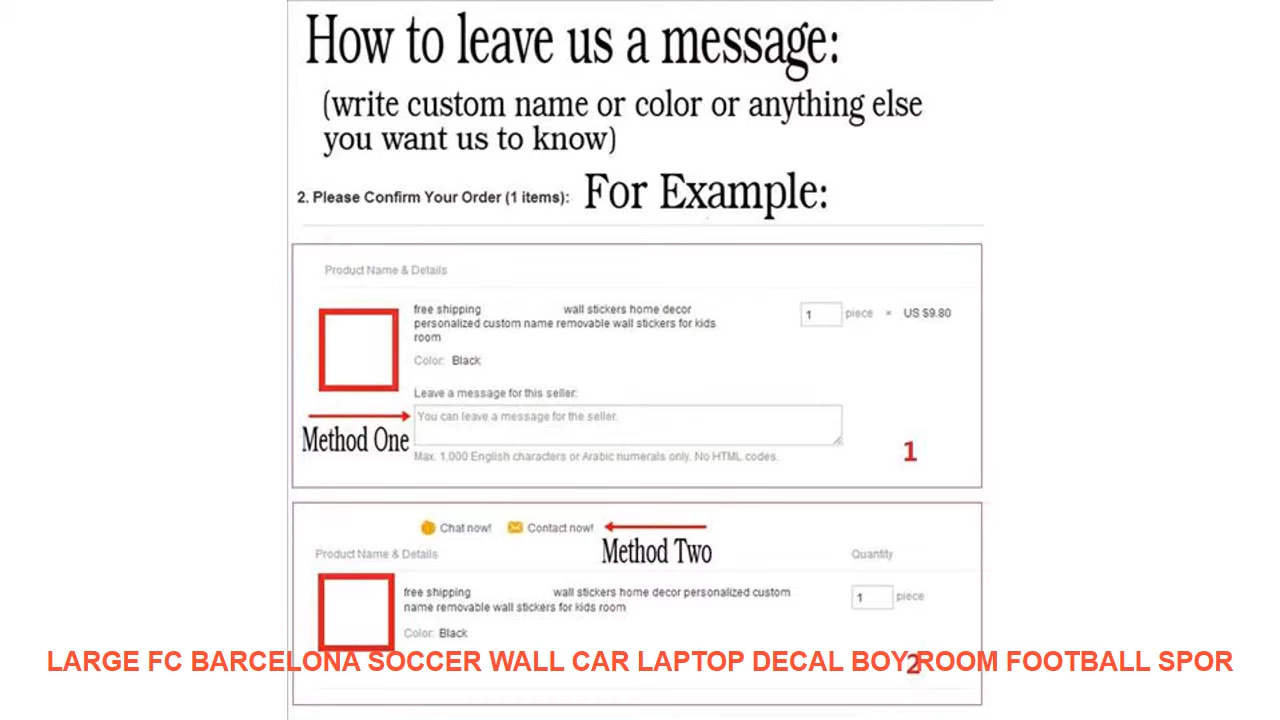 How to leave us a message:
(write custom name or color or anything else
you want us to know)
2. Please Confirm Your Order (1 items): For Example:
Product Name & Details
free shipping wall stickers home decor 1 piece × US $9.80
personalized custom name removable wall stickers for kids
room
Color: Black
Leave a message for this seller:
You can leave a message for the seller.
Method One
Max. 1,000 English characters or Arabic numerals only. No HTML codes.
1
Chat now! Contact now!
Method Two
Product Name & Details Quantity
free shipping wall stickers home decor personalized custom 1 piece
name removable wall stickers for kids room
Color: Black
LARGE FC BARCELONA SOCCER WALL CAR LAPTOP DECAL BOY ROOM FOOTBALL SPOR
2